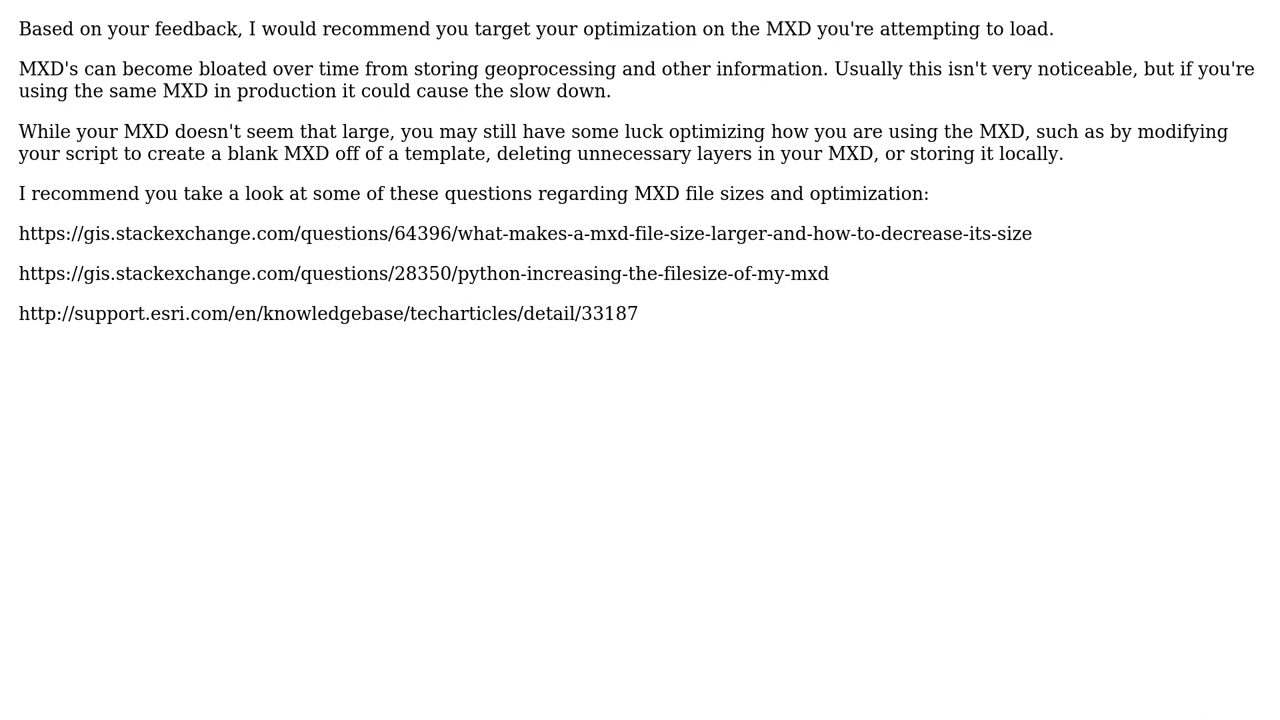 Based on your feedback, I would recommend you target your optimization on the MXD you're attempting to load.
MXD's can become bloated over time from storing geoprocessing and other information. Usually this isn't very noticeable, but if you're
using the same MXD in production it could cause the slow down.
While your MXD doesn't seem that large, you may still have some luck optimizing how you are using the MXD, such as by modifying
your script to create a blank MXD off of a template, deleting unnecessary layers in your MXD, or storing it locally.
I recommend you take a look at some of these questions regarding MXD file sizes and optimization:
https://gis.stackexchange.com/questions/64396/what-makes-a-mxd-file-size-larger-and-how-to-decrease-its-size
https://gis.stackexchange.com/questions/28350/python-increasing-the-filesize-of-my-mxd
http://support.esri.com/en/knowledgebase/techarticles/detail/33187